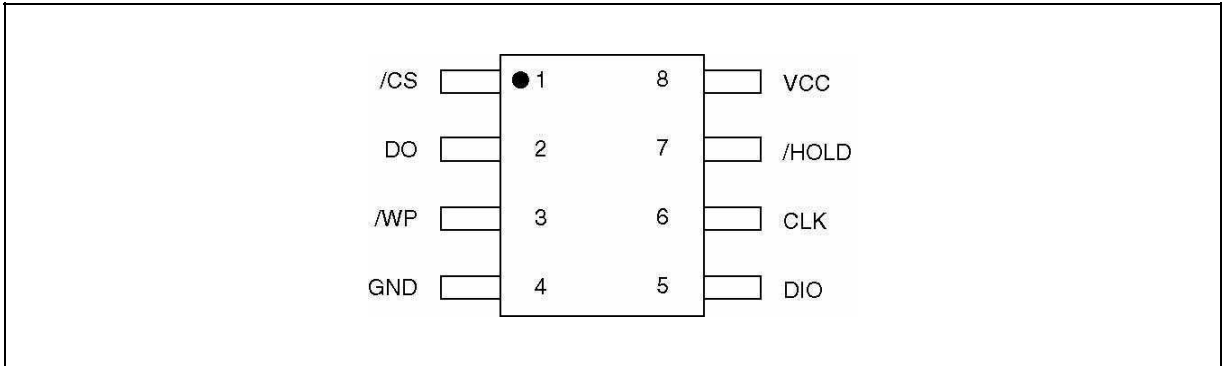 /CS 1 8 VCC
DO 2 7 /HOLD
/WP 3 6 CLK
GND 4 5 DIO